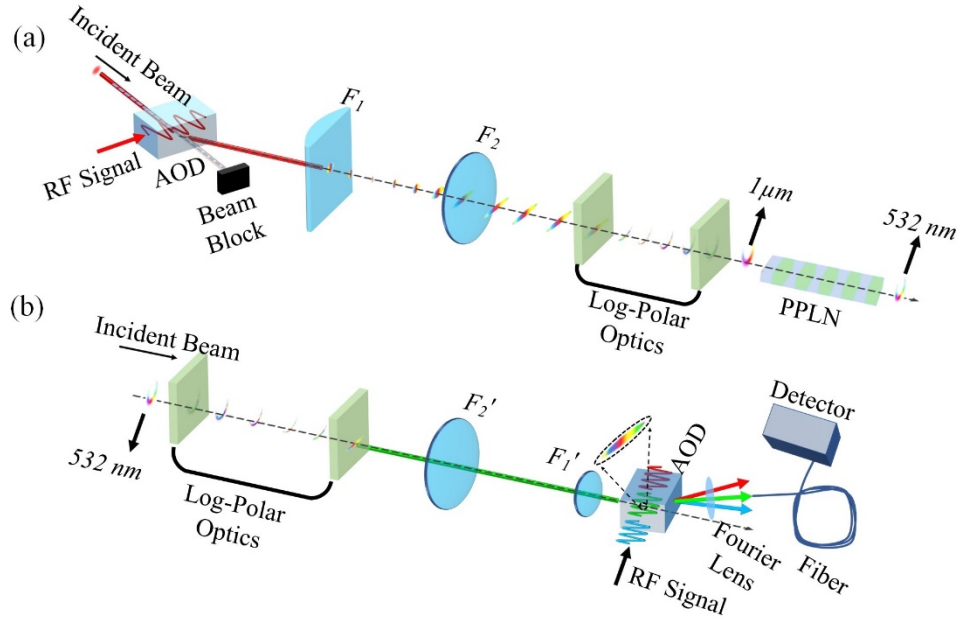 (a)
Incident Beam
RF Signal
AOD
Beam
Block
F1
F2
Log-Polar
Optics
1μm
PPLN
532 nm
(b)
Incident Beam
532 nm
Log-Polar
Optics
F2'
F1'
AOD
RF Signal
Fourier
Lens
Detector
Fiber